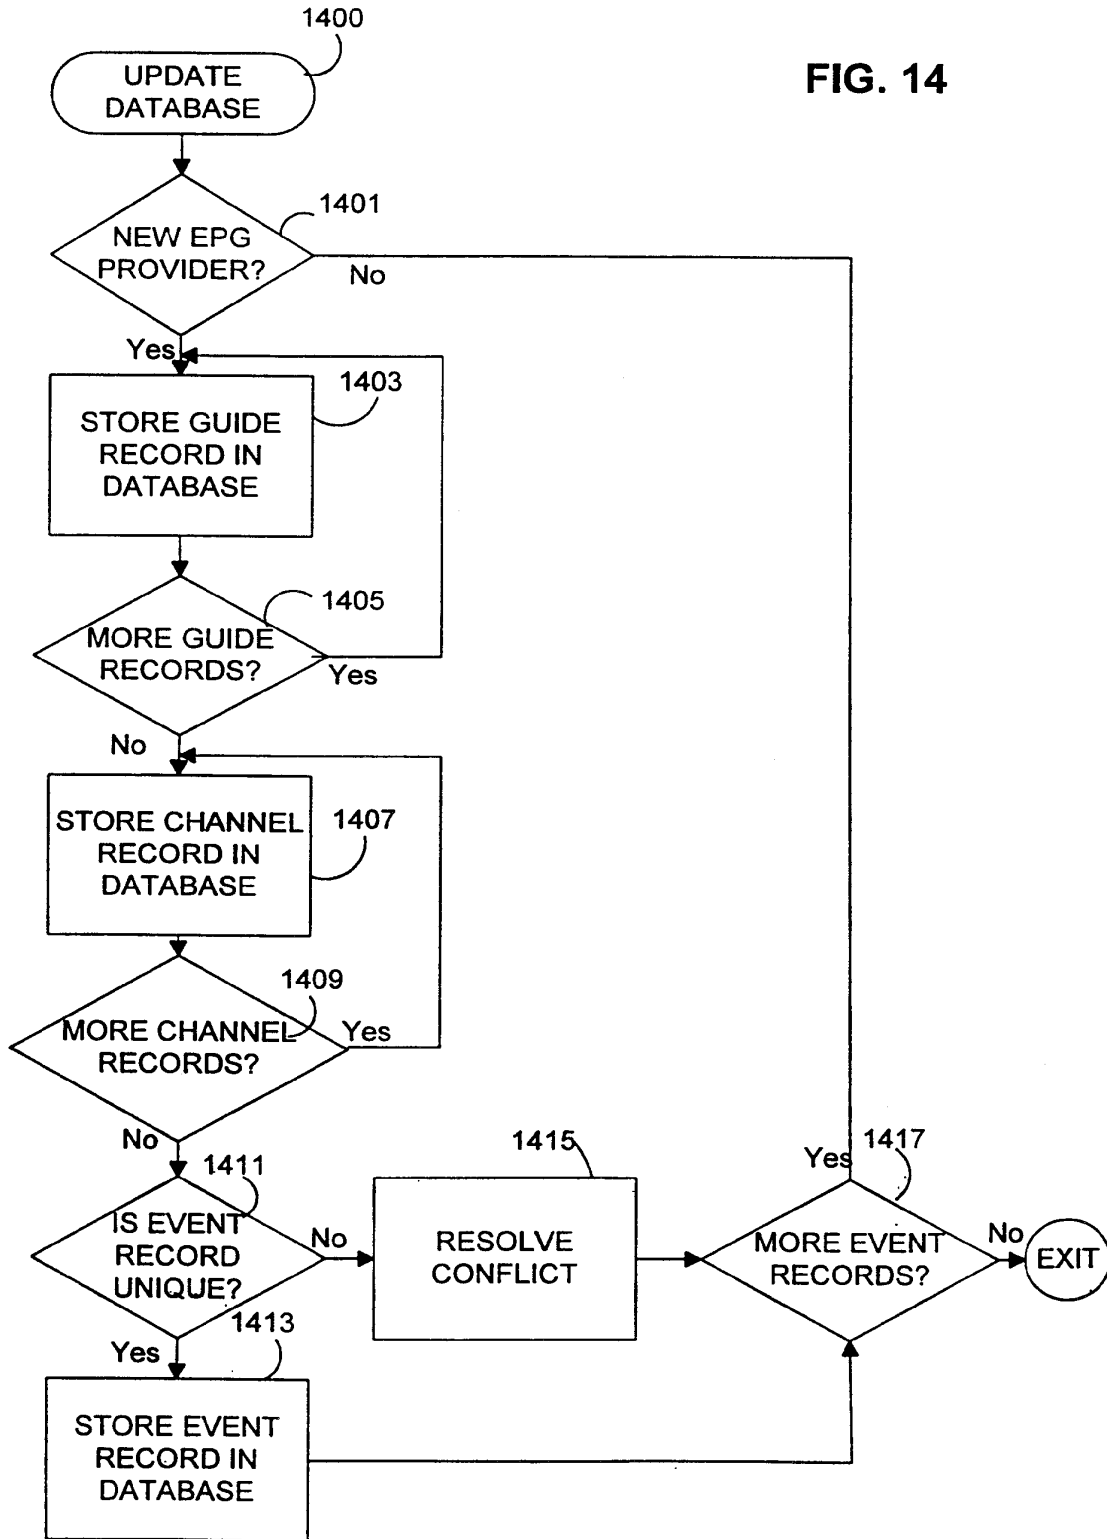 1400
UPDATE
DATABASE
FIG. 14
1401
NEW EPG
PROVIDER?
No
Yes
1403
STORE GUIDE
RECORD IN
DATABASE
1405
MORE GUIDE
RECORDS?
Yes
No
STORE CHANNEL
RECORD IN
DATABASE
1407
1409
MORE CHANNEL
RECORDS?
Yes
No
1411
IS EVENT
RECORD
UNIQUE?
No
1415
RESOLVE
CONFLICT
Yes
1417
MORE EVENT
RECORDS?
No
EXIT
Yes
1413
STORE EVENT
RECORD IN
DATABASE